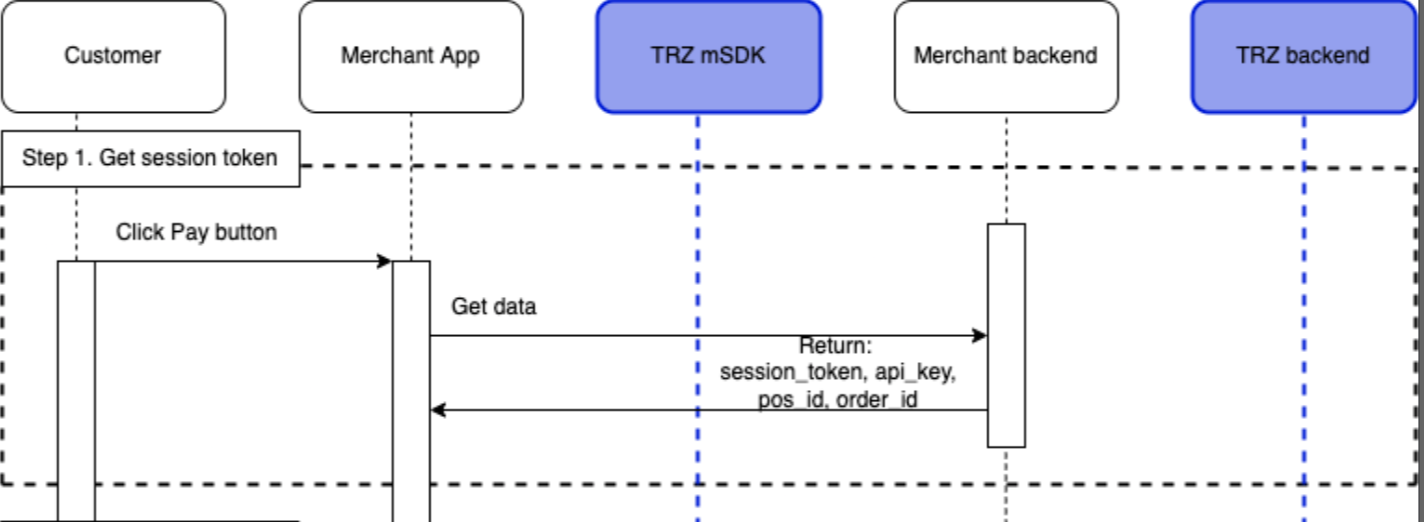 Customer
Merchant App
TRZ mSDK
Merchant backend
TRZ backend
Step 1. Get session token
Click Pay button
Get data
Return:
session_token, api_key,
pos_id, order_id